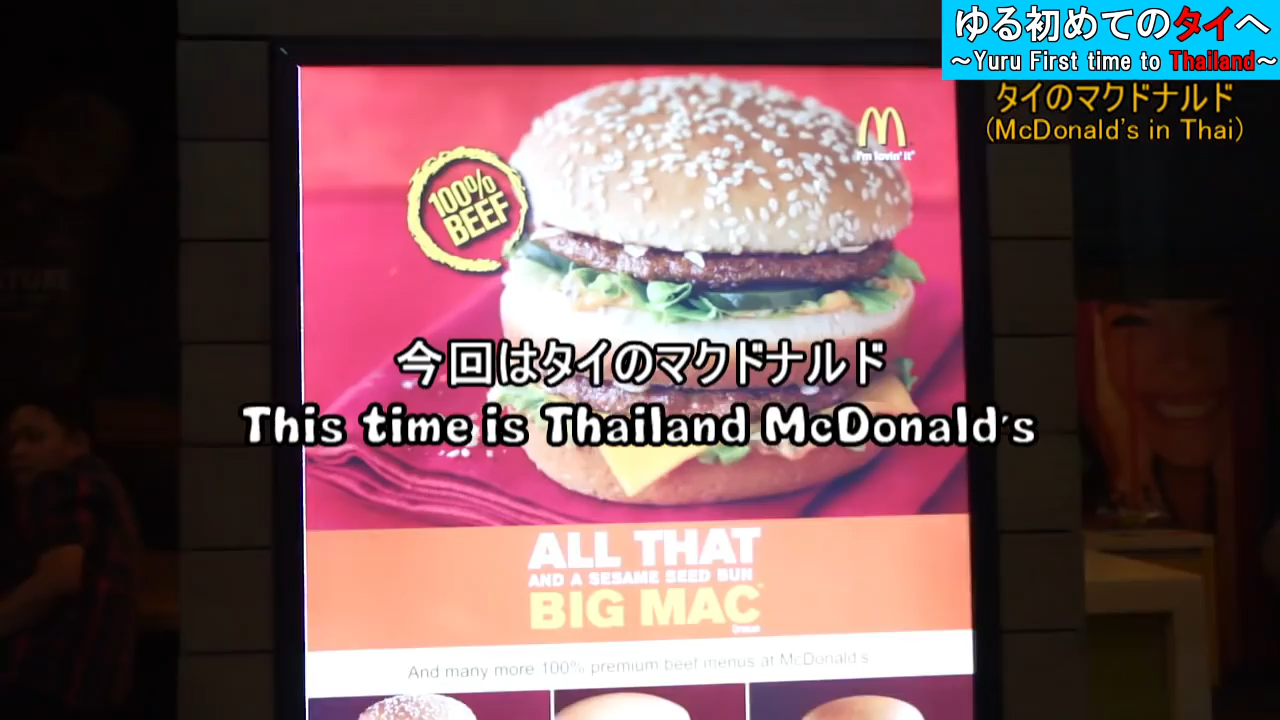 ゆる初めてのタイへ
～Yuru First time to Thailand～
タイのマクドナルド
(McDonald's in Thai)
i'm lovin' it
100%
BEEF
今回はタイのマクドナルド
This time is Thailand McDonald's
ALL THAT
AND A SESAME SEED BUN
BIG MAC
And many more 100% premium beef menus at McDonald's